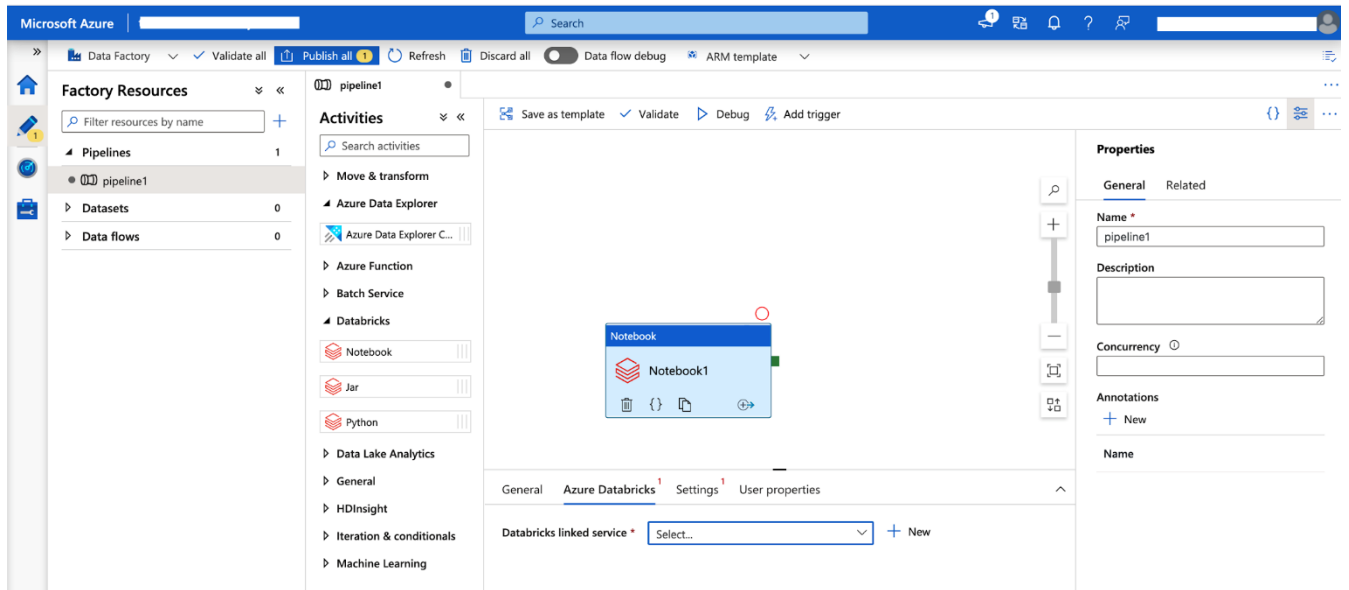 Microsoft Azure
Search
1
?
Data Factory
Validate all
Publish all 1
Refresh
Discard all
Data flow debug
ARM template
1
Factory Resources
Filter resources by name
Pipelines 1
pipeline1
Datasets 0
Data flows 0
pipeline1
Activities
Search activities
Move & transform
Azure Data Explorer
Azure Data Explorer C...
Azure Function
Batch Service
Databricks
Notebook
Jar
Python
Data Lake Analytics
General
HDInsight
Iteration & conditionals
Machine Learning
Save as template
Validate
Debug
Add trigger
{}
Notebook
Notebook1
{}
General
Azure Databricks 1
Settings 1
User properties
Databricks linked service *
Select...
New
Properties
General
Related
Name *
pipeline1
Description
Concurrency
Annotations
New
Name